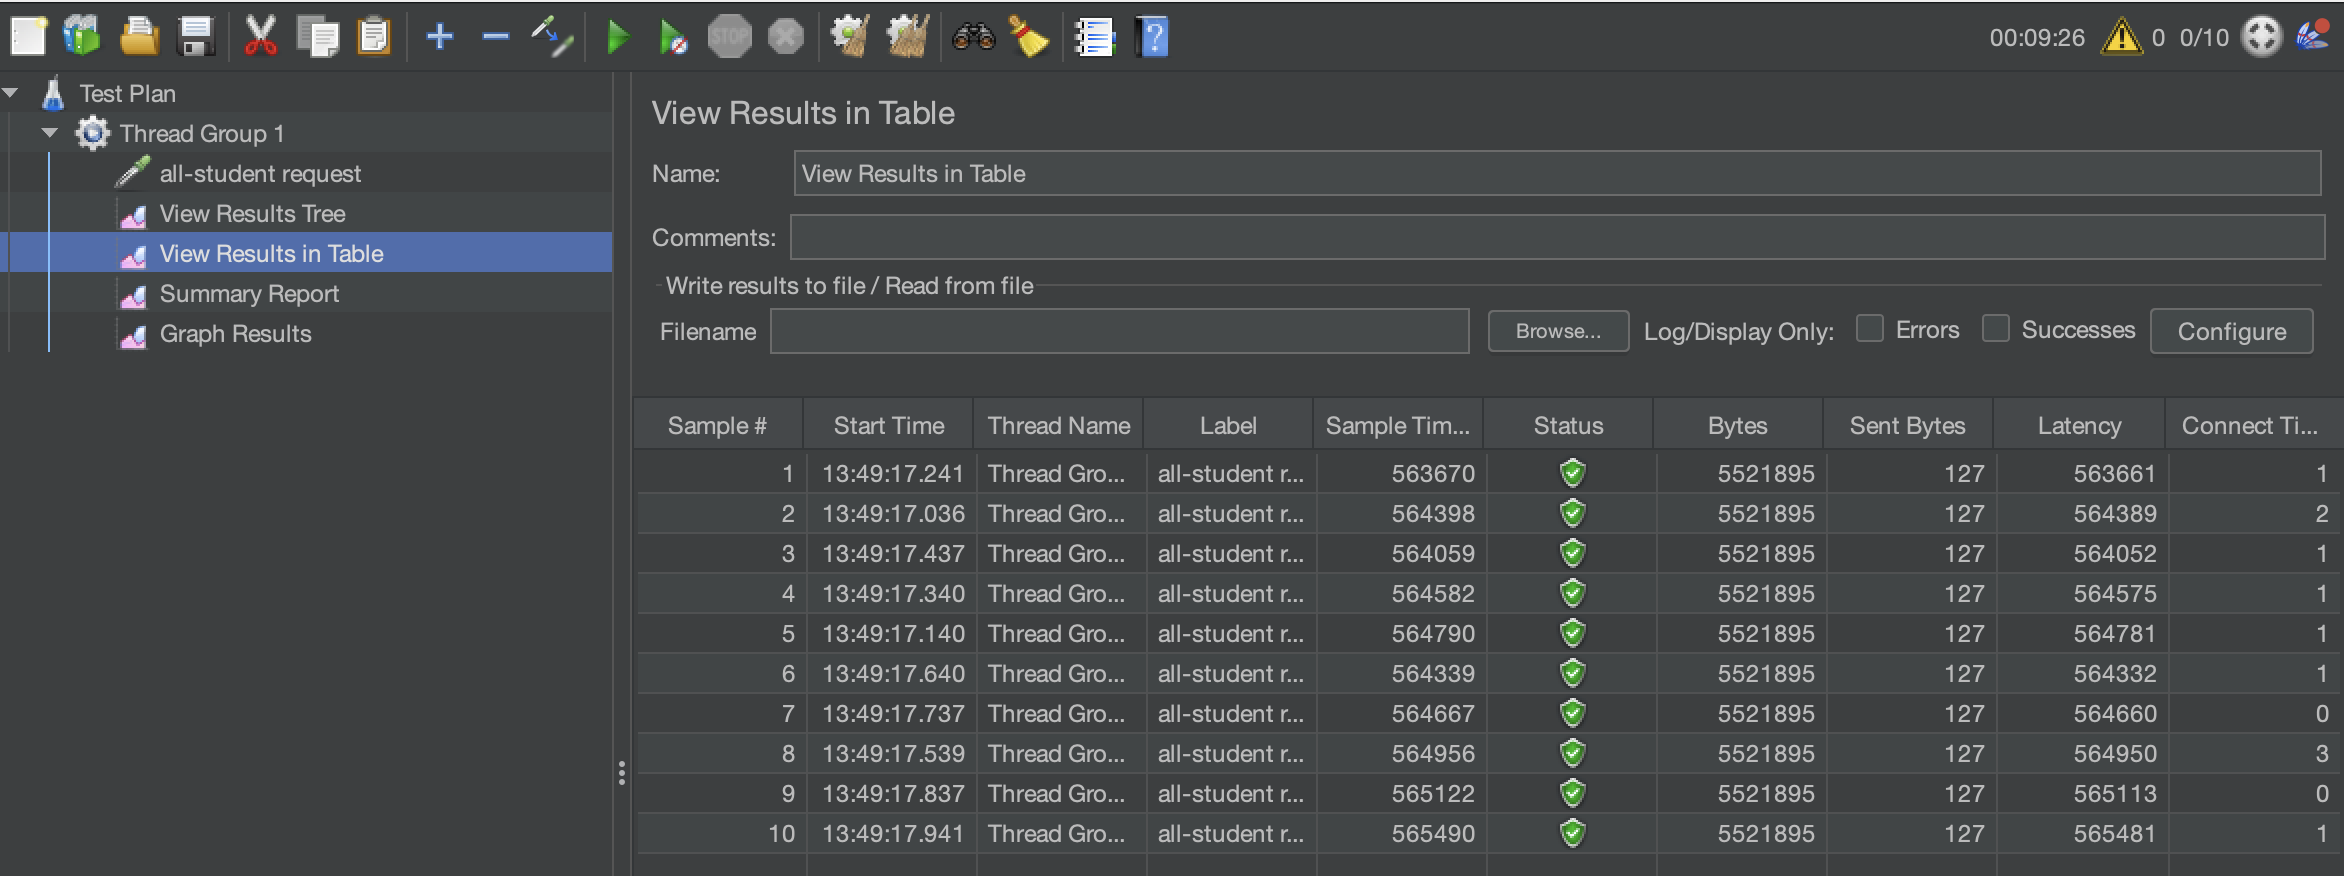 STOP
00:09:26 0 0/10
Test Plan
Thread Group 1
all-student request
View Results Tree
View Results in Table
Summary Report
Graph Results
View Results in Table
Name: View Results in Table
Comments:
Write results to file / Read from file
Filename Browse... Log/Display Only: Errors Successes Configure
Sample # Start Time Thread Name Label Sample Tim... Status Bytes Sent Bytes Latency Connect Ti...
1 13:49:17.241 Thread Gro... all-student r... 563670 5521895 127 563661 1
2 13:49:17.036 Thread Gro... all-student r... 564398 5521895 127 564389 2
3 13:49:17.437 Thread Gro... all-student r... 564059 5521895 127 564052 1
4 13:49:17.340 Thread Gro... all-student r... 564582 5521895 127 564575 1
5 13:49:17.140 Thread Gro... all-student r... 564790 5521895 127 564781 1
6 13:49:17.640 Thread Gro... all-student r... 564339 5521895 127 564332 1
7 13:49:17.737 Thread Gro... all-student r... 564667 5521895 127 564660 0
8 13:49:17.539 Thread Gro... all-student r... 564956 5521895 127 564950 3
9 13:49:17.837 Thread Gro... all-student r... 565122 5521895 127 565113 0
10 13:49:17.941 Thread Gro... all-student r... 565490 5521895 127 565481 1